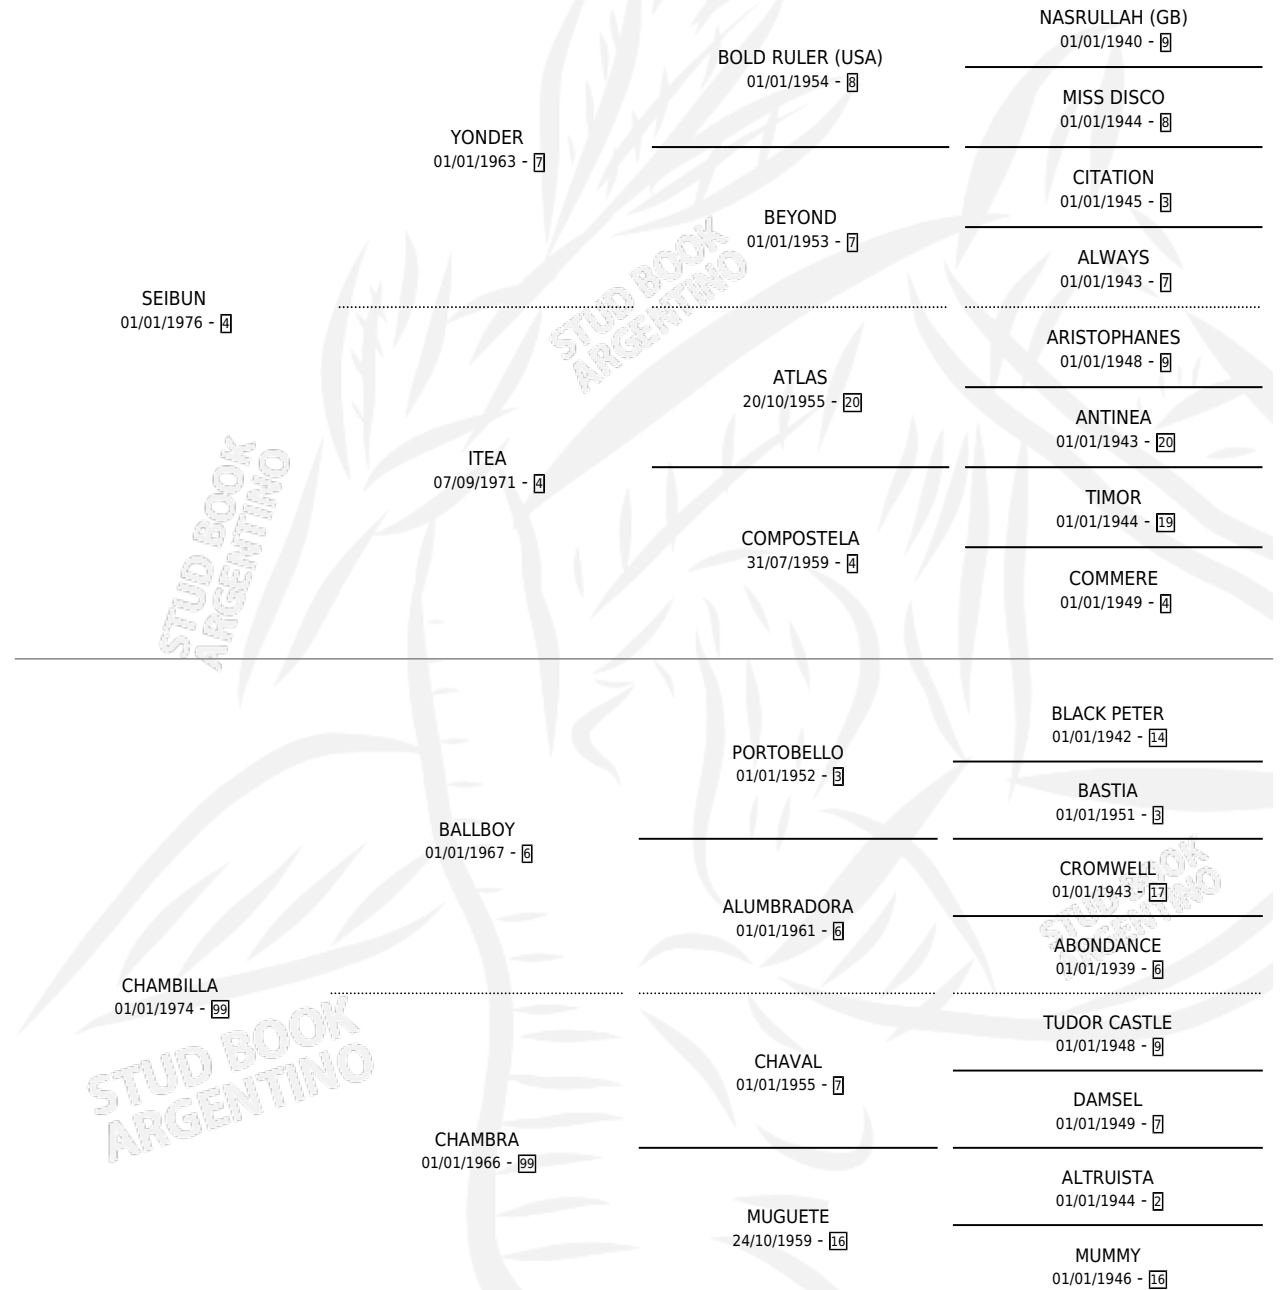 NASRULLAH (GB)
01/01/1940 - 9
BOLD RULER (USA)
01/01/1954 - 8
MISS DISCO
01/01/1944 - 8
YONDER
01/01/1963 - 7
CITATION
01/01/1945 - 3
BEYOND
01/01/1953 - 7
ALWAYS
01/01/1943 - 7
SEIBUN
01/01/1976 - 4
ARISTOPHANES
01/01/1948 - 9
ATLAS
20/10/1955 - 20
ANTINEA
01/01/1943 - 20
ITEA
07/09/1971 - 4
TIMOR
01/01/1944 - 19
COMPOSTELA
31/07/1959 - 4
COMMERE
01/01/1949 - 4
BLACK PETER
01/01/1942 - 14
PORTOBELLO
01/01/1952 - 3
BASTIA
01/01/1951 - 3
BALLBOY
01/01/1967 - 6
CROMWELL
01/01/1943 - 17
ALUMBRADORA
01/01/1961 - 6
ABONDANCE
01/01/1939 - 6
CHAMBILLA
01/01/1974 - 99
TUDOR CASTLE
01/01/1948 - 9
CHAVAL
01/01/1955 - 7
DAMSEL
01/01/1949 - 7
CHAMBRA
01/01/1966 - 99
ALTRUISTA
01/01/1944 - 2
MUGUETE
24/10/1959 - 16
MUMMY
01/01/1946 - 16
STUD BOOK
ARGENTINO
STUD BOOK
ARGENTINO
STUD BOOK
ARGENTINO
STUD BOOK
ARGENTINO